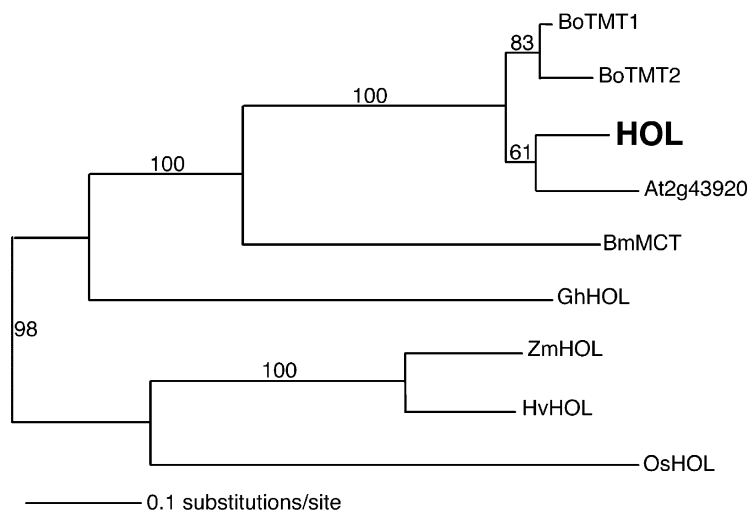 BoTMT1
83
BoTMT2
100
HOL
61
100
At2g43920
BmMCT
GhHOL
98
ZmHOL
100
HvHOL
OsHOL
0.1 substitutions/site